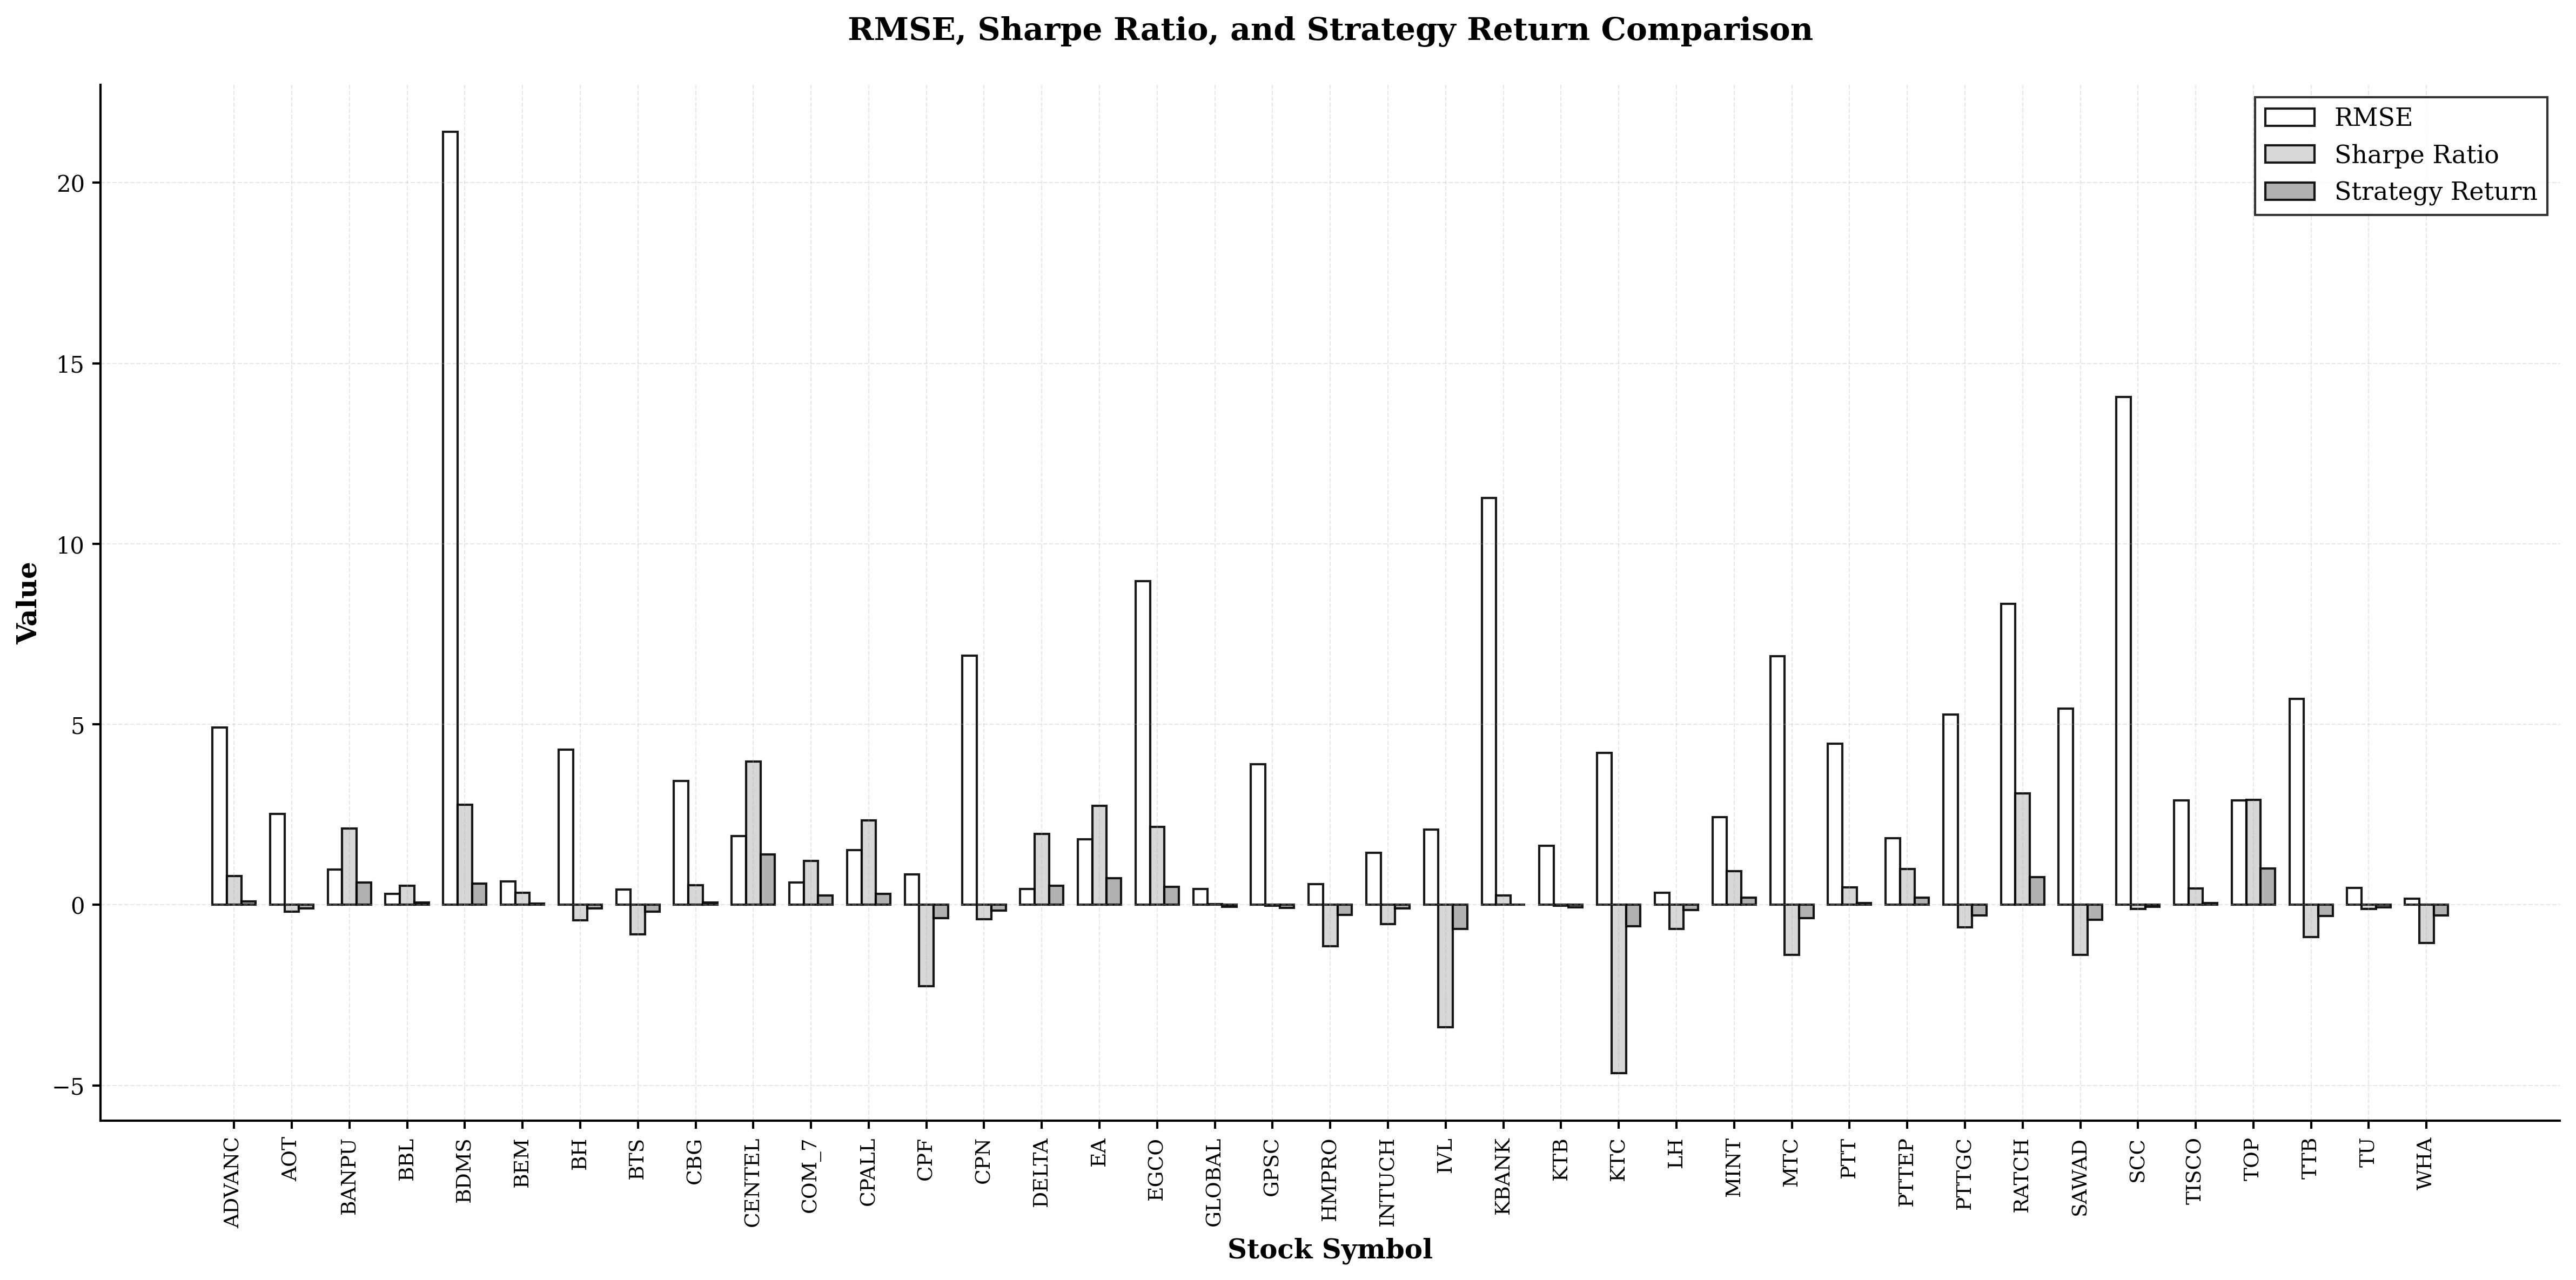 RMSE, Sharpe Ratio, and Strategy Return Comparison
RMSE
Sharpe Ratio
Strategy Return
Value
20
15
10
5
0
−5
ADVANC
AOT
BANPU
BBL
BDMS
BEM
BH
BTS
CBG
CENTEL
COM_7
CPALL
CPF
CPN
DELTA
EA
EGCO
GLOBAL
GPSC
HMPRO
INTUCH
IVL
KBANK
KTB
KTC
LH
MINT
MTC
PTT
PTTEP
PTTGC
RATCH
SAWAD
SCC
TISCO
TOP
TTB
TU
WHA
Stock Symbol